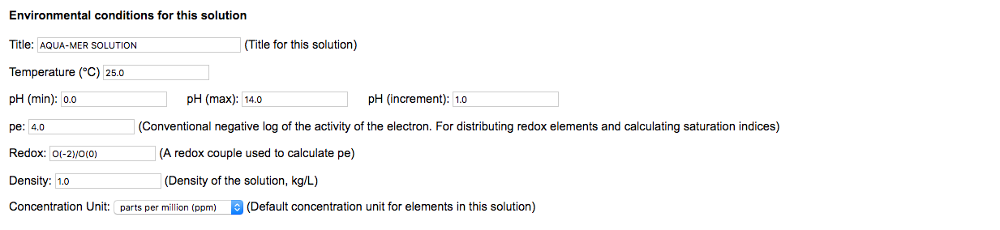 Environmental conditions for this solution
Title: AQUA-MER SOLUTION (Title for this solution)
Temperature (°C) 25.0
pH (min): 0.0 pH (max): 14.0 pH (increment): 1.0
pe: 4.0 (Conventional negative log of the activity of the electron. For distributing redox elements and calculating saturation indices)
Redox: O(-2)/O(0) (A redox couple used to calculate pe)
Density: 1.0 (Density of the solution, kg/L)
Concentration Unit: parts per million (ppm) (Default concentration unit for elements in this solution)